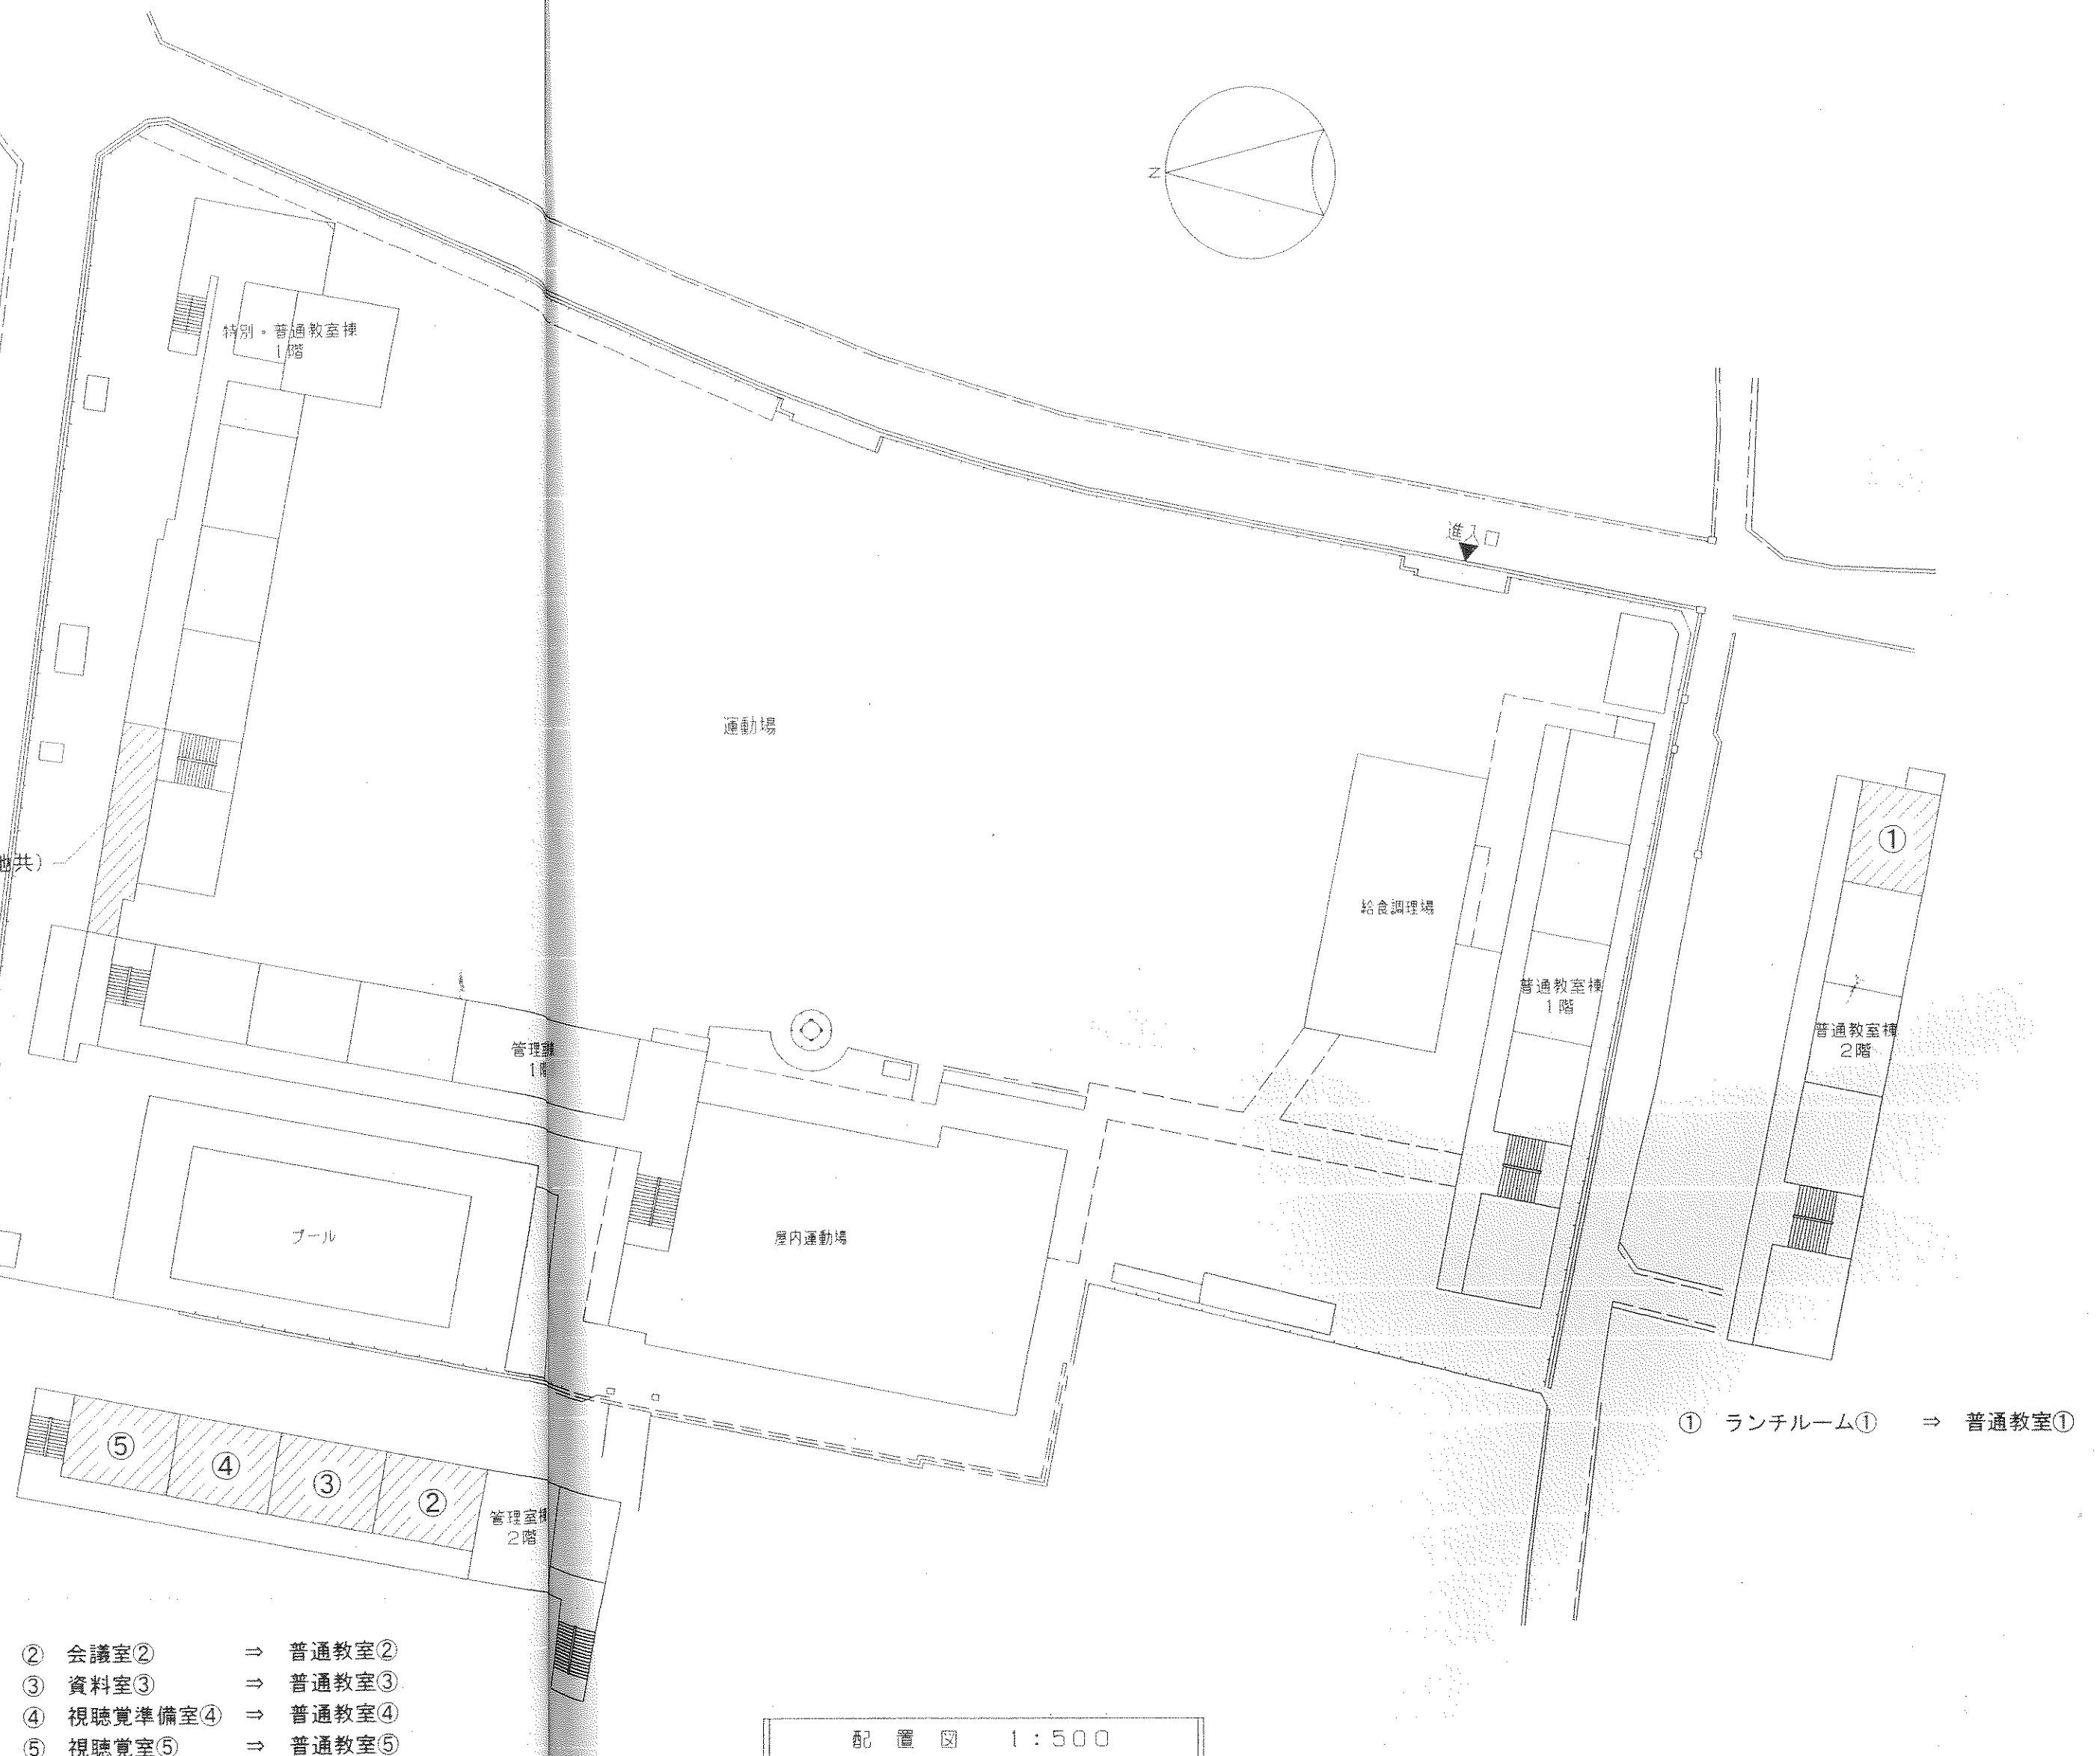 N
特別・普通教室棟
1階
進入
運動場
①
共)
給食調理場
普通教室棟
1階
普通教室棟
2階
管理室棟
1階
プール
屋内運動場
① ランチルーム① ⇒ 普通教室①
⑤
④
③
②
管理室棟
2階
② 会議室② ⇒ 普通教室②
③ 資料室③ ⇒ 普通教室③
④ 視聴覚準備室④ ⇒ 普通教室④
⑤ 視聴覚室⑤ ⇒ 普通教室⑤
配置図 1:500